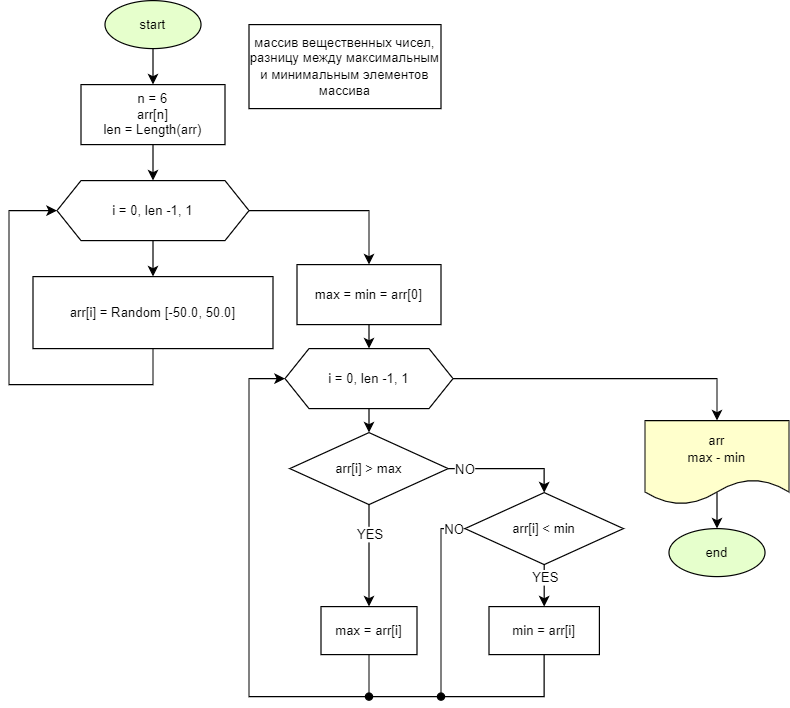 start
массив вещественных чисел,
разницу между максимальным
и минимальным элементов
массива
n = 6
arr[n]
len = Length(arr)
i = 0, len -1, 1
arr[i] = Random [-50.0, 50.0]
max = min = arr[0]
i = 0, len -1, 1
arr
max - min
arr[i] > max
NO
YES
arr[i] < min
NO
YES
end
max = arr[i]
min = arr[i]